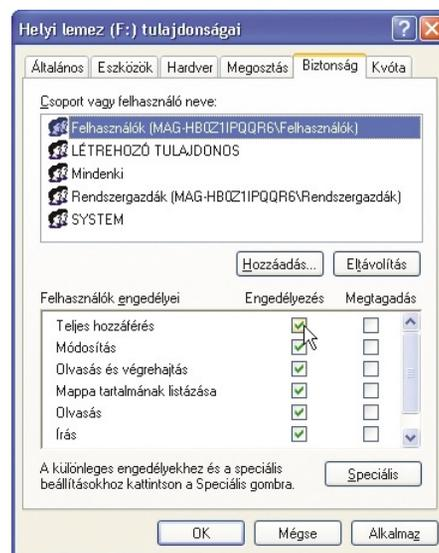 Helyi lemez (F:) tulajdonságai
Általános Eszközök Hardver Megosztás Biztonság Kvóta
Csoport vagy felhasználó neve:
Felhasználók (MAG-HB0Z1IPQQR6\Felhasználók)
LÉTREHOZÓ TULAJDONOS
Mindenki
Rendszergazdák (MAG-HB0Z1IPQQR6\Rendszergazdák)
SYSTEM
Hozzáadás... Eltávolítás
Felhasználók engedélyei Engedélyezés Megtagadás
Teljes hozzáférés
Módosítás
Olvasás és végrehajtás
Mappa tartalmának listázása
Olvasás
Írás
A különleges engedélyekhez és a speciális
beállításokhoz kattintson a Speciális gombra.
Speciális
OK Mégse Alkalmaz